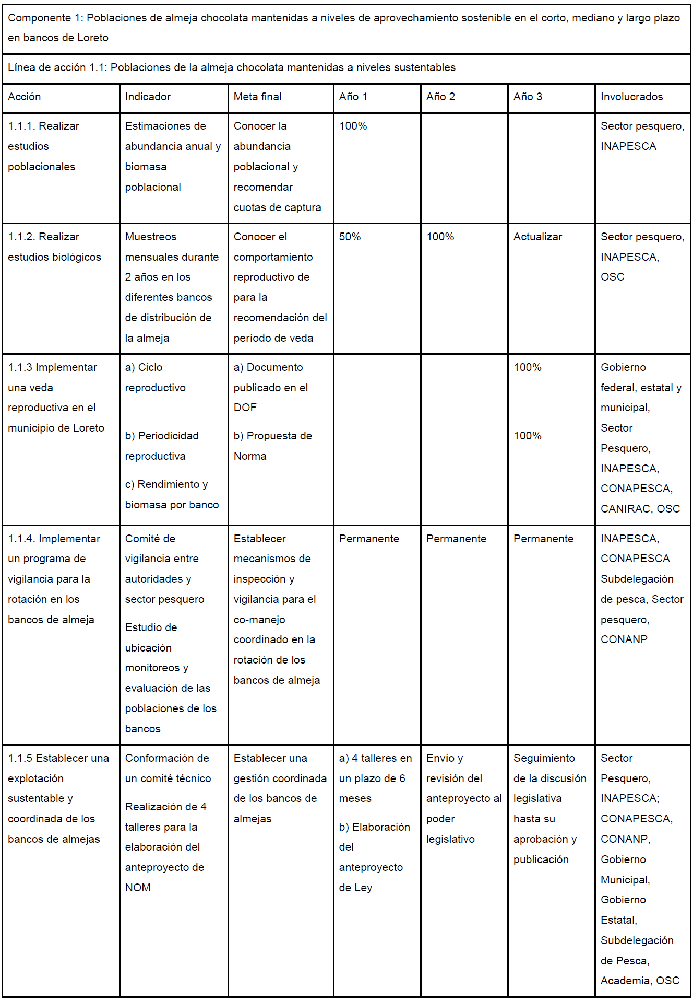 Componente 1: Poblaciones de almeja chocolata mantenidas a niveles de aprovechamiento sostenible en el corto, mediano y largo plazo
en bancos de Loreto
Línea de acción 1.1: Poblaciones de la almeja chocolata mantenidas a niveles sustentables
Acción
Indicador
Meta final
Año 1
Año 2
Año 3
Involucrados
1.1.1. Realizar
estudios
poblacionales
Estimaciones de
abundancia anual y
biomasa
poblacional
Conocer la
abundancia
poblacional y
recomendar
cuotas de captura
100%
Sector pesquero,
INAPESCA
1.1.2. Realizar
estudios biológicos
Muestreos
mensuales durante
2 años en los
diferentes bancos
de distribución de
la almeja
Conocer el
comportamiento
reproductivo de
para la
recomendación del
período de veda
50%
100%
Actualizar
Sector pesquero,
INAPESCA,
OSC
1.1.3 Implementar
una veda
reproductiva en el
municipio de Loreto
a) Ciclo
reproductivo
b) Periodicidad
reproductiva
c) Rendimiento y
biomasa por banco
a) Documento
publicado en el
DOF
b) Propuesta de
Norma
100%
100%
Gobierno
federal, estatal y
municipal,
Sector
Pesquero,
INAPESCA,
CONAPESCA,
CANIRAC, OSC
1.1.4. Implementar
un programa de
vigilancia para la
rotación en los
bancos de almeja
Comité de
vigilancia entre
autoridades y
sector pesquero
Estudio de
ubicación
monitoreos y
evaluación de las
poblaciones de los
bancos
Establecer
mecanismos de
inspección y
vigilancia para el
co-manejo
coordinado en la
rotación de los
bancos de almeja
Permanente
Permanente
Permanente
INAPESCA,
CONAPESCA
Subdelegación
de pesca, Sector
pesquero,
CONANP
1.1.5 Establecer una
explotación
sustentable y
coordinada de los
bancos de almejas
Conformación de
un comité técnico
Realización de 4
talleres para la
elaboración del
anteproyecto de
NOM
Establecer una
gestión coordinada
de los bancos de
almejas
a) 4 talleres en
un plazo de 6
meses
b) Elaboración
del
anteproyecto
de Ley
Envío y
revisión del
anteproyecto al
poder
legislativo
Seguimiento
de la discusión
legislativa
hasta su
aprobación y
publicación
Sector
Pesquero,
INAPESCA;
CONAPESCA,
CONANP,
Gobierno
Municipal,
Gobierno
Estatal,
Subdelegación
de Pesca,
Academia, OSC